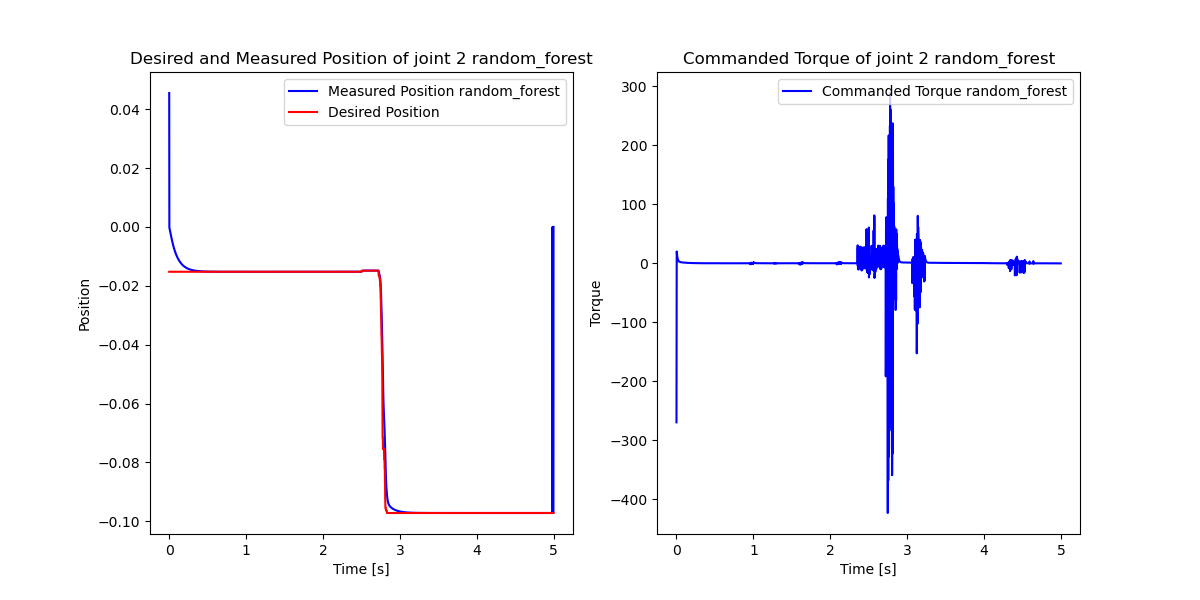 Desired and Measured Position of joint 2 random_forest
Measured Position random_forest
Desired Position
0.04
0.02
0.00
−0.02
−0.04
−0.06
−0.08
−0.10
Position
0 1 2 3 4 5
Time [s]
Commanded Torque of joint 2 random_forest
Commanded Torque random_forest
300
200
100
0
−100
−200
−300
−400
Torque
0 1 2 3 4 5
Time [s]